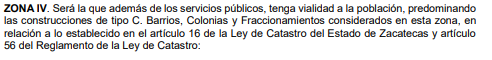 ZONA IV. Será la que además de los servicios públicos, tenga vialidad a la población, predominando
las construcciones de tipo C. Barrios, Colonias y Fraccionamientos considerados en esta zona, en
relación a lo establecido en el artículo 16 de la Ley de Catastro del Estado de Zacatecas y artículo
56 del Reglamento de la Ley de Catastro: